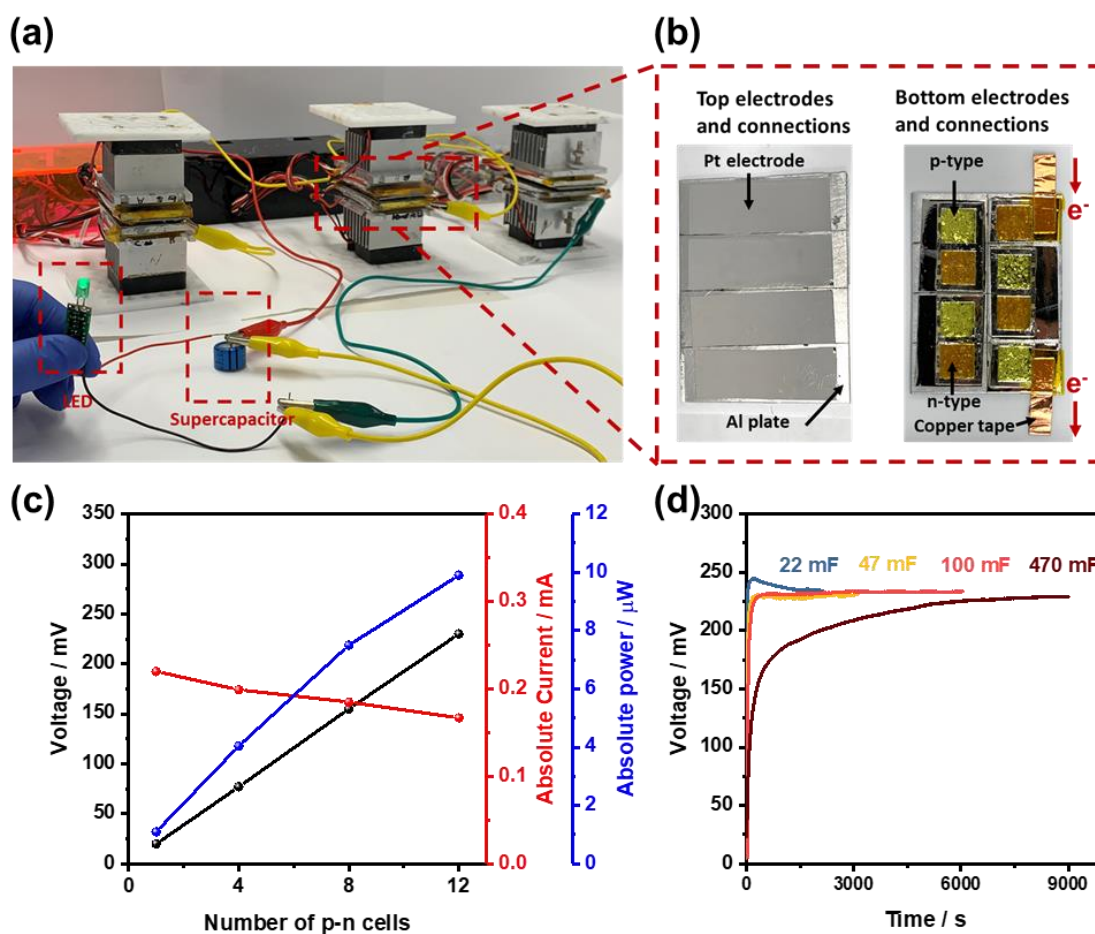 (a)
(b)
LED
Supercapacitor
Top electrodes
and connections
Pt electrode
Al plate
Bottom electrodes
and connections
p-type
e-
n-type
Copper tape
e-
(c)
350
300
250
200
150
100
50
0
Voltage / mV
0 4 8 12
Number of p-n cells
0.4
0.3
0.2
0.1
0.0
Absolute Current / mA
12
10
8
6
4
2
0
Absolute power / μW
(d)
300
250
200
150
100
50
0
Voltage / mV
22 mF 47 mF 100 mF 470 mF
0 3000 6000 9000
Time / s